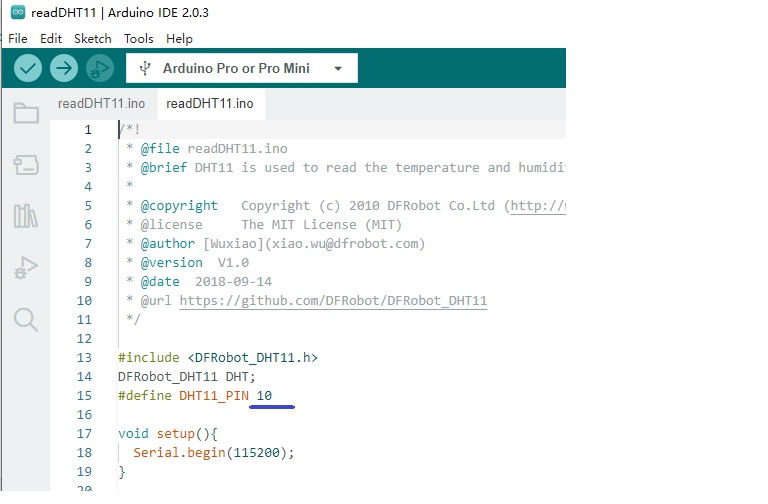 readDHT11 | Arduino IDE 2.0.3
File Edit Sketch Tools Help
Arduino Pro or Pro Mini
readDHT11.ino readDHT11.ino
1 /*!
2 * @file readDHT11.ino
3 * @brief DHT11 is used to read the temperature and humidi
4 *
5 * @copyright   Copyright (c) 2010 DFRobot Co.Ltd (http://
6 * @license     The MIT License (MIT)
7 * @author [Wuxiao](xiao.wu@dfrobot.com)
8 * @version  V1.0
9 * @date  2018-09-14
10 * @url https://github.com/DFRobot/DFRobot_DHT11
11 */
12
13 #include <DFRobot_DHT11.h>
14 DFRobot_DHT11 DHT;
15 #define DHT11_PIN 10
16
17 void setup(){
18   Serial.begin(115200);
19 }
20